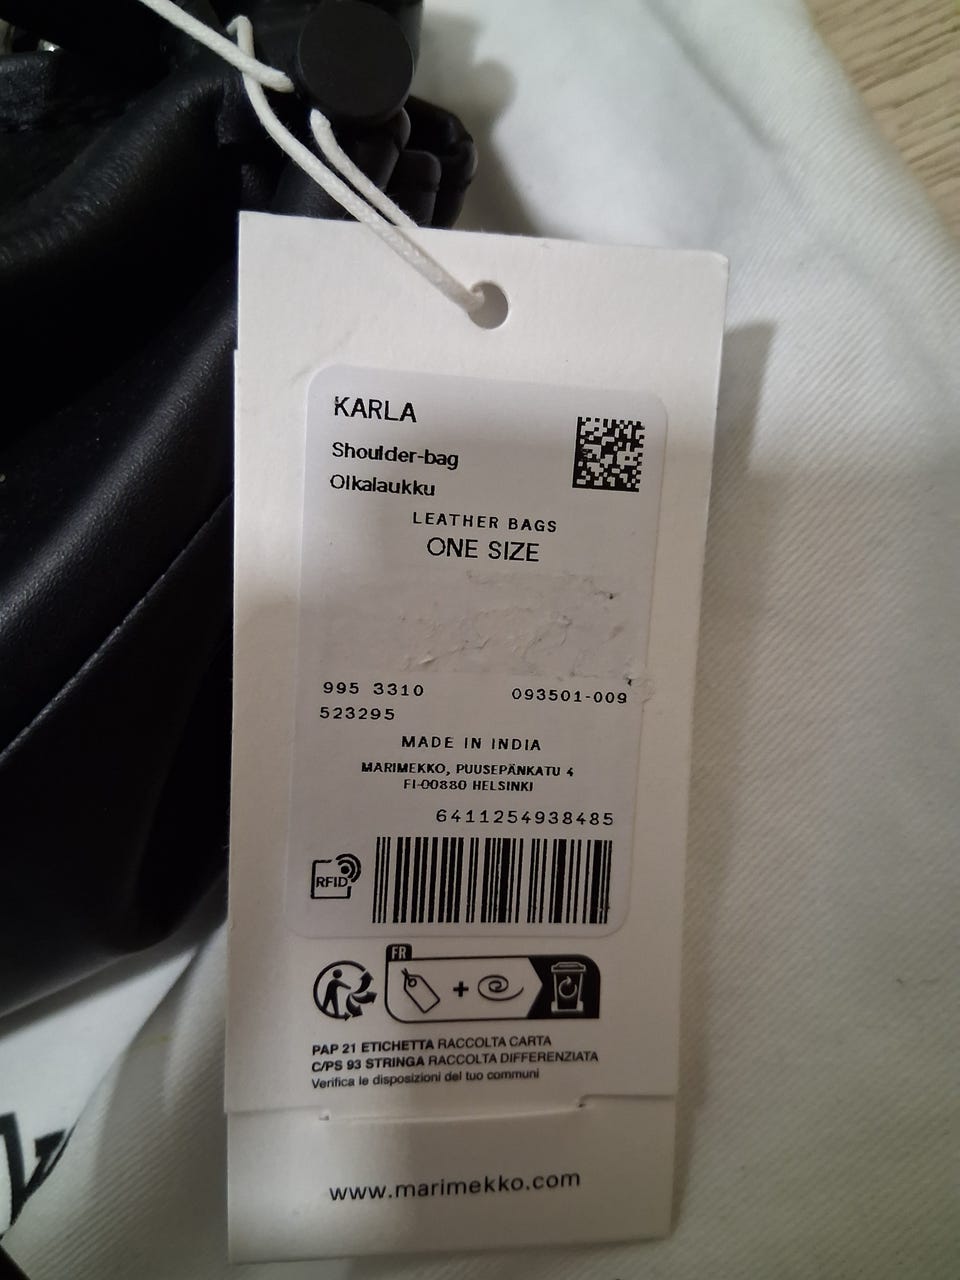 KARLA
Shoulder-bag
Olkalaukku
LEATHER BAGS
ONE SIZE
995 3310 093501-009
523295
MADE IN INDIA
MARIMEKKO, PUUSEPÄNKATU 4
FI-00880 HELSINKI
6411254938485
RFID
FR
+
PAP 21 ETICHETTA RACCOLTA CARTA
C/PS 93 STRINGA RACCOLTA DIFFERENZIATA
Verifica le disposizioni del tuo comuni
www.marimekko.com